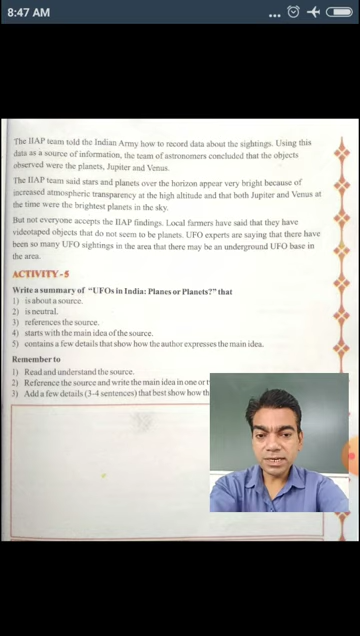 8:47 AM
The IIAP team told the Indian Army how to record data about the sightings. Using this
data as a source of information, the team of astronomers concluded that the objects
observed were the planets, Jupiter and Venus.
The IIAP team said stars and planets over the horizon appear very bright because of
increased atmospheric transparency at the high altitude and that both Jupiter and Venus at
the time were the brightest planets in the sky.
But not everyone accepts the IIAP findings. Local farmers have said that they have
videotaped objects that do not seem to be planets. UFO experts are saying that there have
been so many UFO sightings in the area that there may be an underground UFO base in
the area.
ACTIVITY-5
Write a summary of "UFOs in India: Planes or Planets?" that
1) is about a source.
2) is neutral.
3) references the source.
4) starts with the main idea of the source.
5) contains a few details that show how the author expresses the main idea.
Remember to
1) Read and understand the source.
2) Reference the source and write the main idea in one or
3) Add a few details (3-4 sentences) that best show how